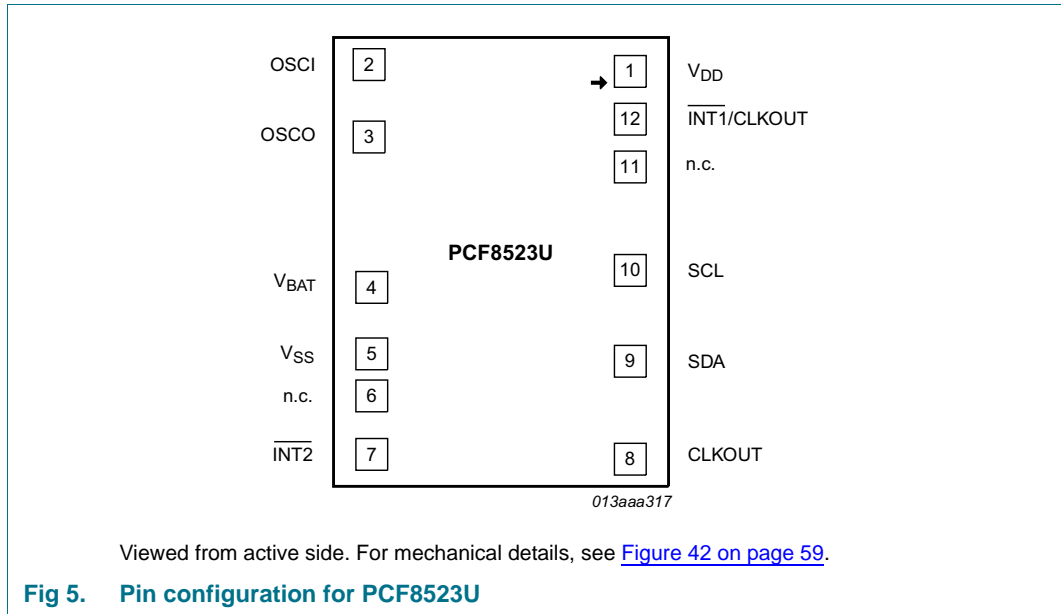 OSCI 2 1 VDD
12 INT1/CLKOUT
OSCO 3
11 n.c.
PCF8523U
10 SCL
VBAT 4
VSS 5
9 SDA
n.c. 6
INT2 7 8 CLKOUT
013aaa317
Viewed from active side. For mechanical details, see Figure 42 on page 59.
Fig 5. Pin configuration for PCF8523U